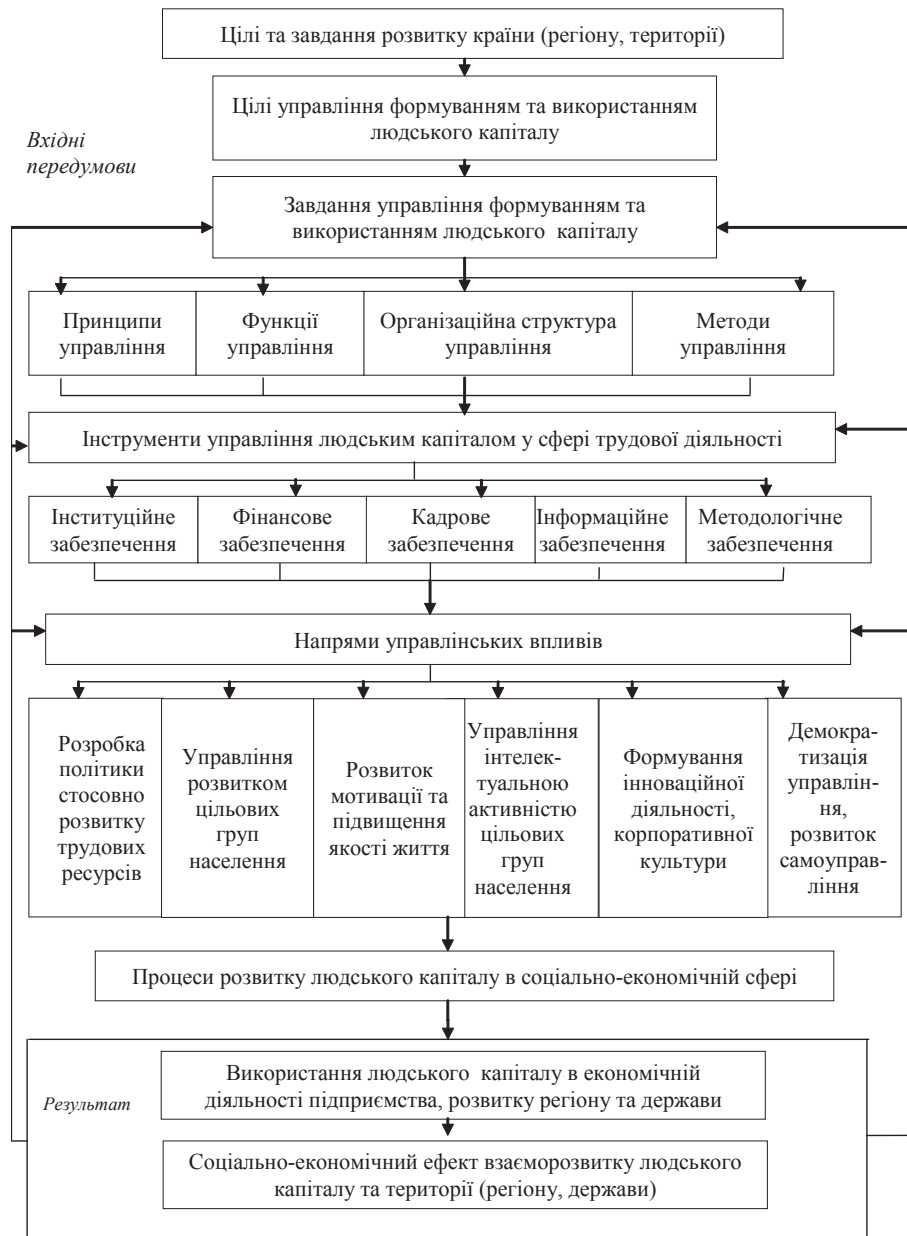 Цілі та завдання розвитку країни (регіону, території)
Цілі управління формуванням та використанням
людського капіталу
Вхідні
передумови
Завдання управління формуванням та
використанням людського капіталу
Принципи
управління
Функції
управління
Організаційна структура
управління
Методи
управління
Інструменти управління людським капіталом у сфері трудової діяльності
Інституційне
забезпечення
Фінансове
забезпечення
Кадрове
забезпечення
Інформаційне
забезпечення
Методологічне
забезпечення
Напрями управлінських впливів
Розробка
політики
стосовно
розвитку
трудових
ресурсів
Управління
розвитком
цільових
груп
населення
Розвиток
мотивації та
підвищення
якості життя
Управління
інтелек-
туальною
активністю
цільових
груп
населення
Формування
інноваційної
діяльності,
корпоративної
культури
Демокра-
тизація
управлін-
ня,
розвиток
самоуправ-
ління
Процеси розвитку людського капіталу в соціально-економічній сфері
Використання людського капіталу в економічній
діяльності підприємства, розвитку регіону та держави
Результат
Соціально-економічний ефект взаєморозвитку людського
капіталу та території (регіону, держави)